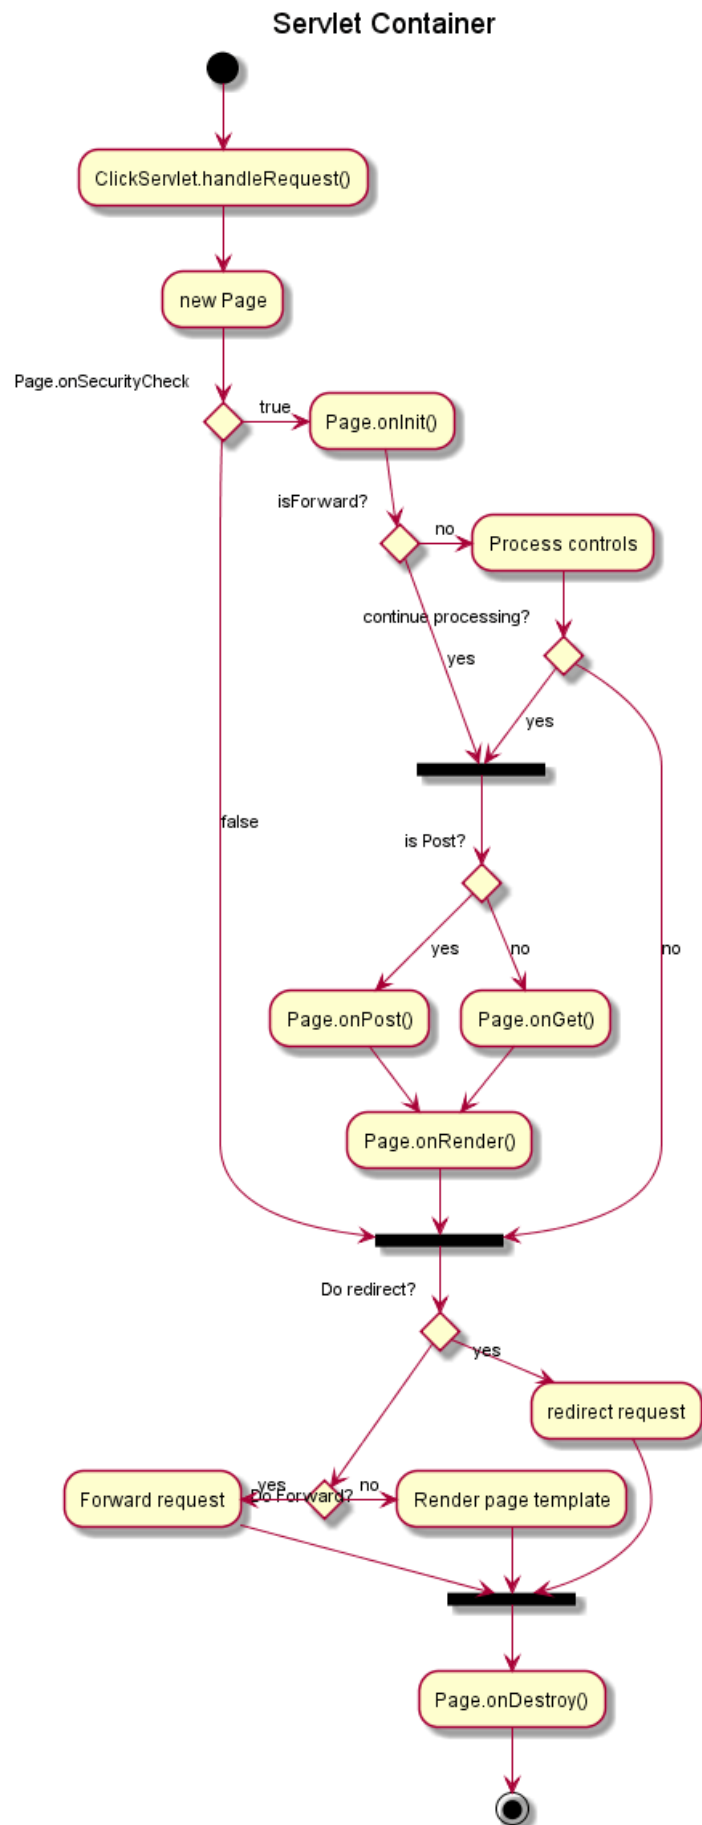 Servlet Container
ClickServlet.handleRequest()
new Page
Page.onSecurityCheck
true
Page.onInit()
isForward?
no
Process controls
continue processing?
yes
yes
false
is Post?
no
yes
no
Page.onPost()
Page.onGet()
Page.onRender()
Do redirect?
yes
redirect request
Forward request
yes
Do Forward?
no
Render page template
Page.onDestroy()